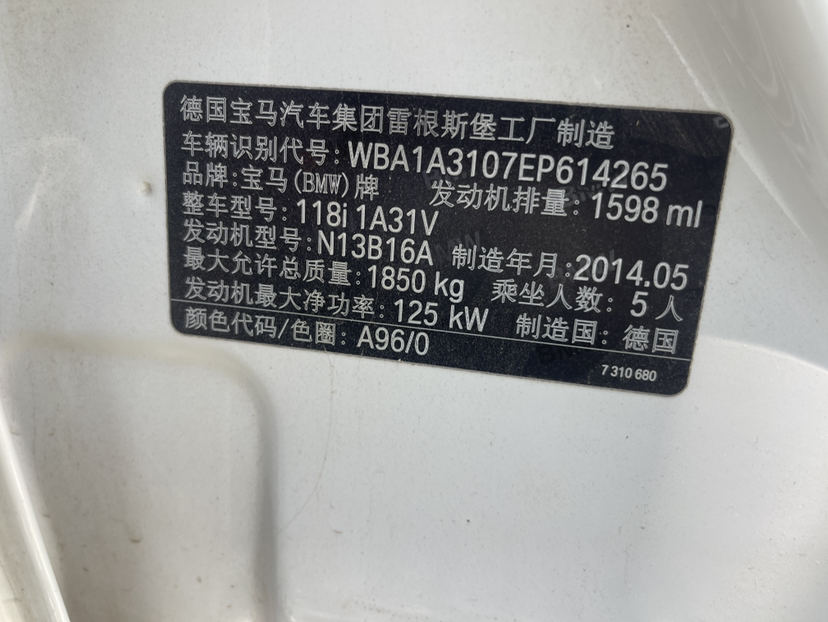 德国宝马汽车集团雷根斯堡工厂制造
车辆识别代号: WBA1A3107EP614265
品牌: 宝马(BMW)牌 发动机排量: 1598 ml
整车型号: 118i 1A31V
发动机型号: N13B16A 制造年月: 2014.05
最大允许总质量: 1850 kg 乘坐人数: 5 人
发动机最大净功率: 125 kW 制造国: 德国
颜色代码/色圈: A96/0
7 310 680